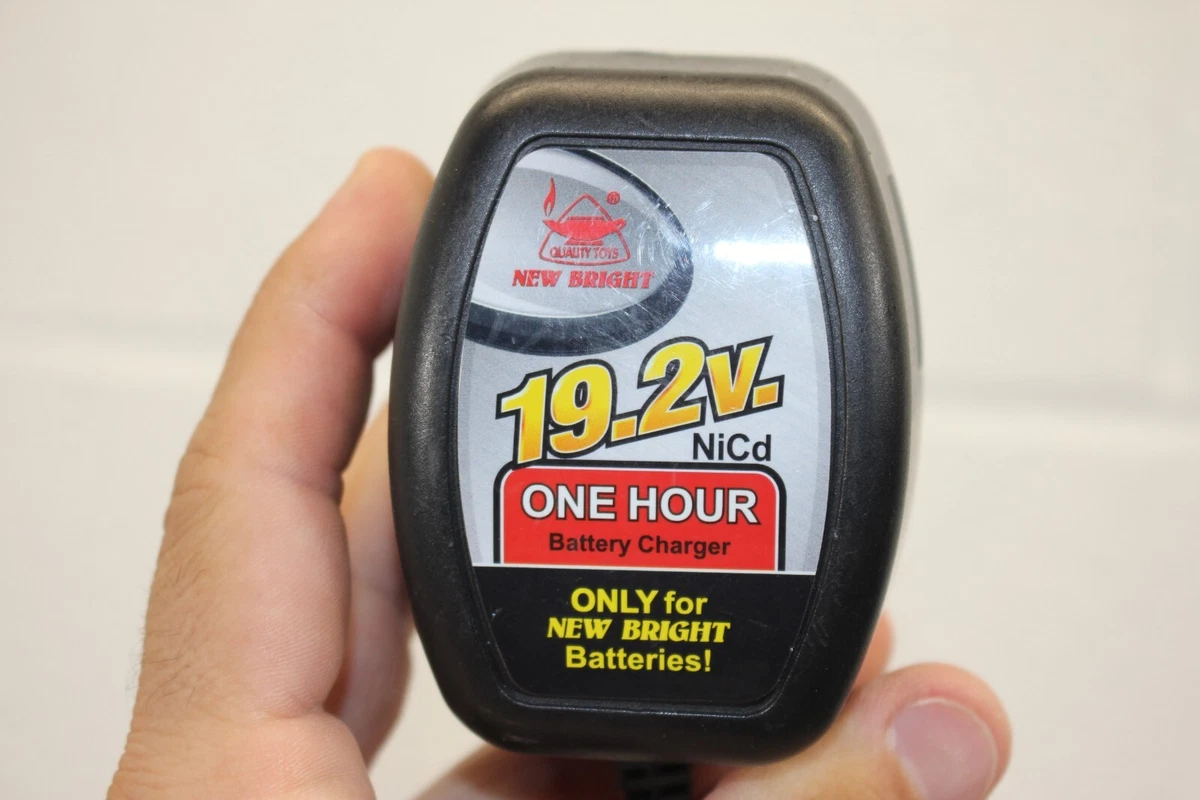 ®
QUALITY TOYS
NEW BRIGHT
19.2v.
NiCd
ONE HOUR
Battery Charger
ONLY for
NEW BRIGHT
Batteries!